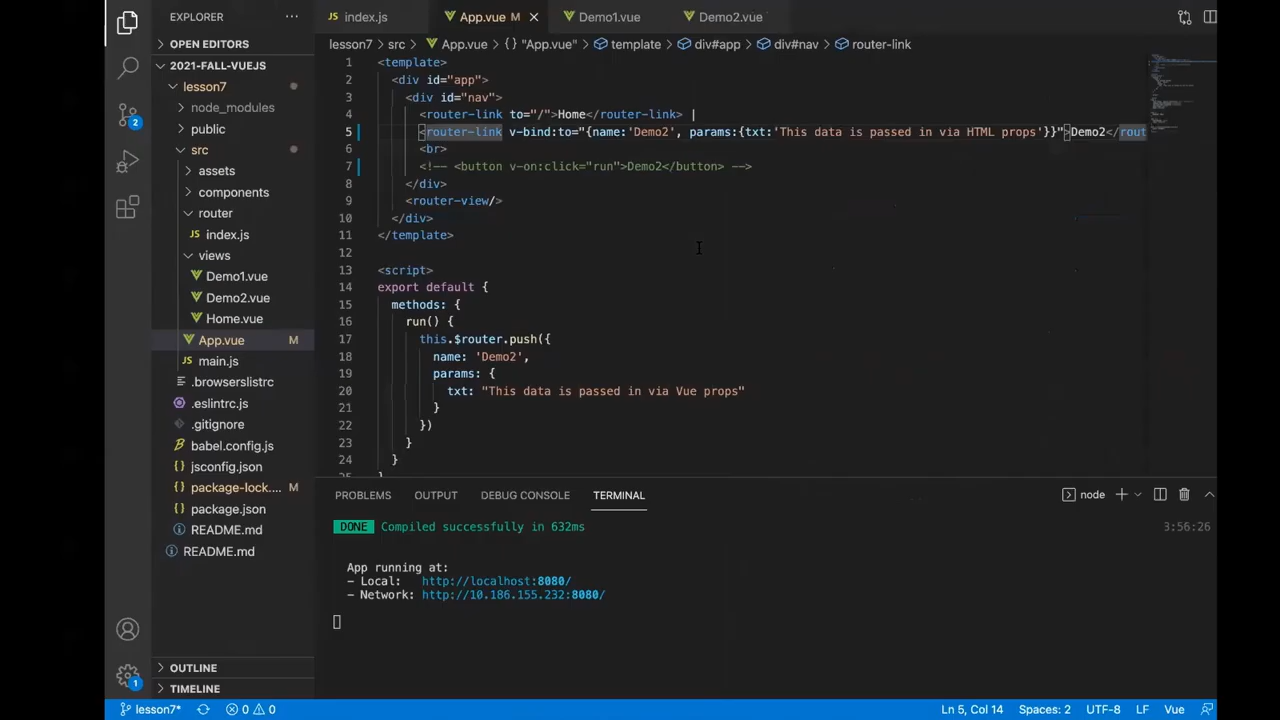 EXPLORER
OPEN EDITORS
2021-FALL-VUEJS
lesson7
node_modules
public
src
assets
components
router
JS index.js
views
Demo1.vue
Demo2.vue
Home.vue
App.vue M
JS main.js
.browserslistrc
.eslintrc.js
.gitignore
babel.config.js
{} jsconfig.json
{} package-lock.... M
{} package.json
README.md
README.md
OUTLINE
TIMELINE
2
1
JS index.js App.vue M Demo1.vue Demo2.vue
lesson7 > src > App.vue > {} "App.vue" > template > div#app > div#nav > router-link
1 <template>
2 <div id="app">
3 <div id="nav">
4 <router-link to="/">Home</router-link> |
5 <router-link v-bind:to="{name:'Demo2', params:{txt:'This data is passed in via HTML props'}}">Demo2</rout
6 <br>
7 <!-- <button v-on:click="run">Demo2</button> -->
8 </div>
9 <router-view/>
10 </div>
11 </template>
12
13 <script>
14 export default {
15 methods: {
16 run() {
17 this.$router.push({
18 name: 'Demo2',
19 params: {
20 txt: "This data is passed in via Vue props"
21 }
22 })
23 }
24 }
25 }
PROBLEMS OUTPUT DEBUG CONSOLE TERMINAL node
DONE Compiled successfully in 632ms 3:56:26
App running at:
- Local: http://localhost:8080/
- Network: http://10.186.155.232:8080/
lesson7* 0 0 Ln 5, Col 14 Spaces: 2 UTF-8 LF Vue